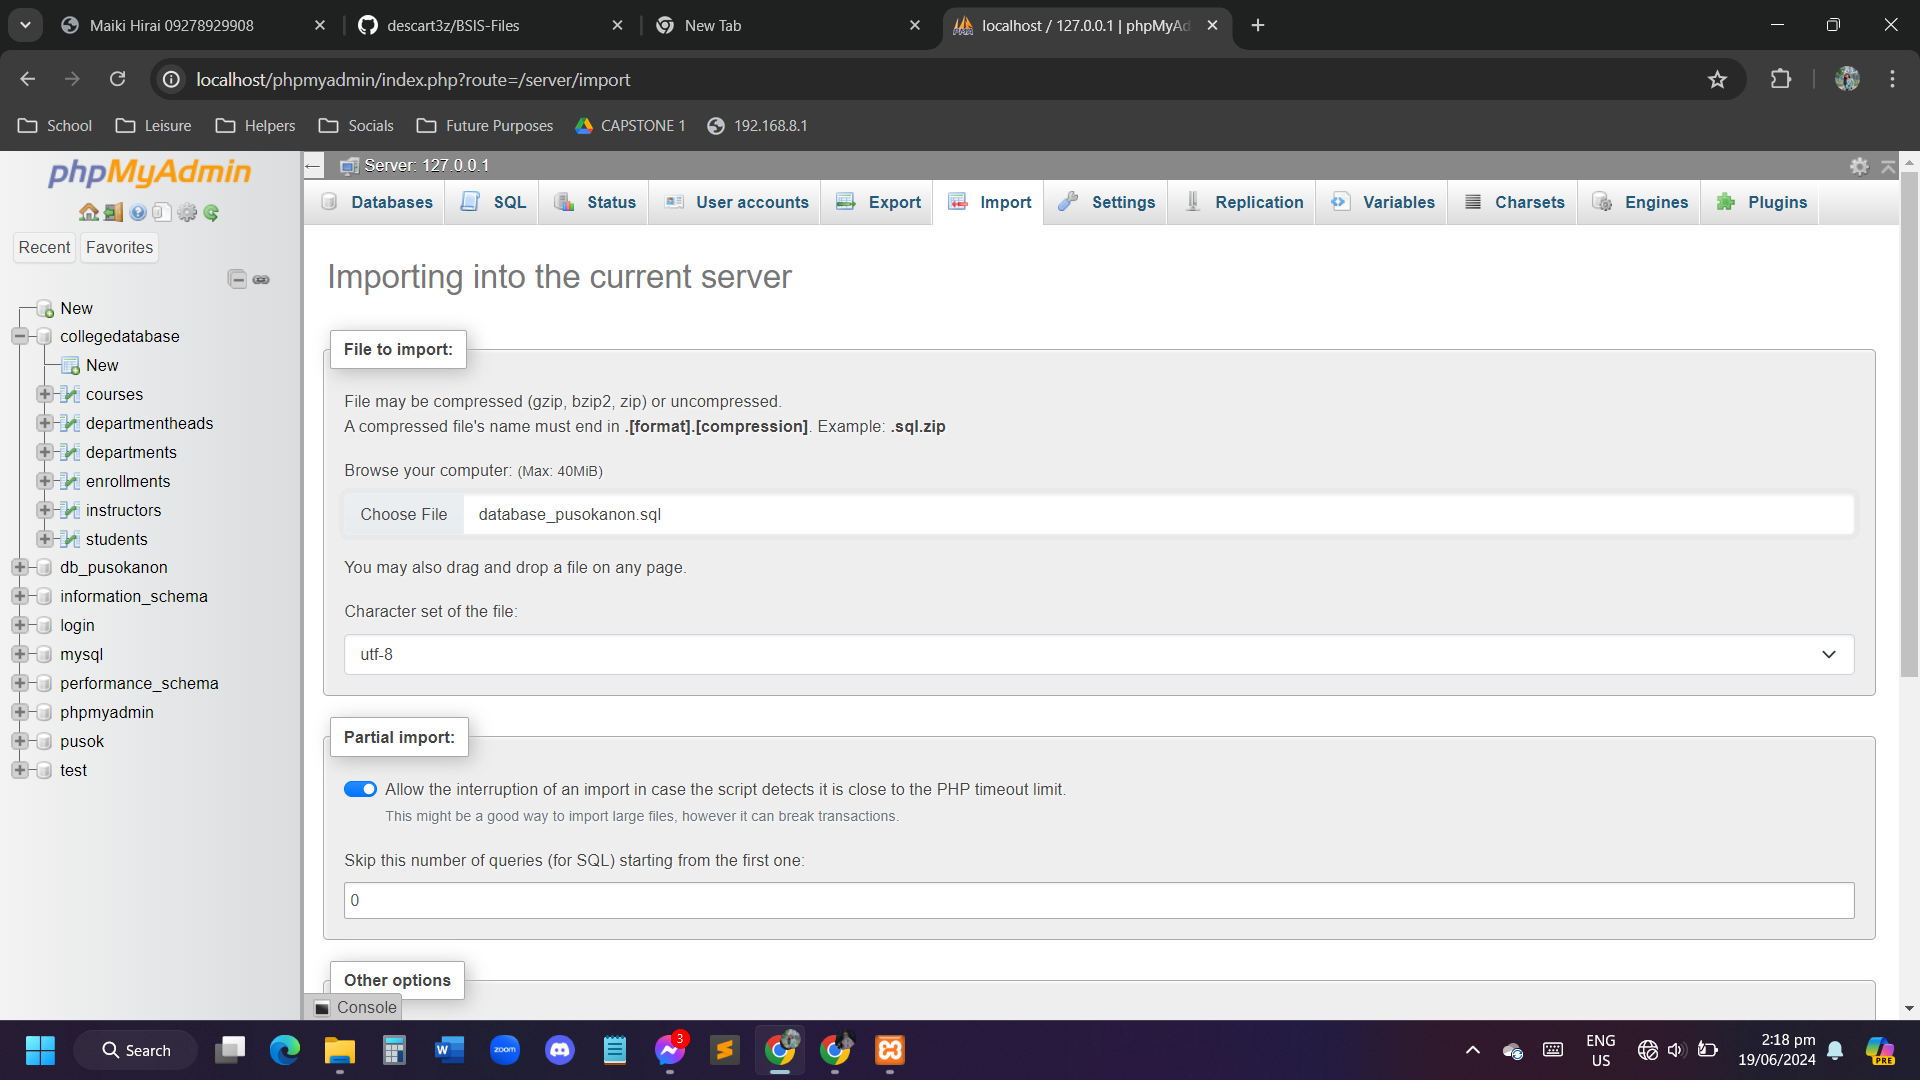 Maiki Hirai 09278929908
descart3z/BSIS-Files
New Tab
localhost / 127.0.0.1 | phpMyAd
localhost/phpmyadmin/index.php?route=/server/import
School
Leisure
Helpers
Socials
Future Purposes
CAPSTONE 1
192.168.8.1
phpMyAdmin
Recent
Favorites
New
collegedatabase
New
courses
departmentheads
departments
enrollments
instructors
students
db_pusokanon
information_schema
login
mysql
performance_schema
phpmyadmin
pusok
test
Server: 127.0.0.1
Databases
SQL
Status
User accounts
Export
Import
Settings
Replication
Variables
Charsets
Engines
Plugins
Importing into the current server
File to import:
File may be compressed (gzip, bzip2, zip) or uncompressed.
A compressed file's name must end in .[format].[compression]. Example: .sql.zip
Browse your computer: (Max: 40MiB)
Choose File
database_pusokanon.sql
You may also drag and drop a file on any page.
Character set of the file:
utf-8
Partial import:
Allow the interruption of an import in case the script detects it is close to the PHP timeout limit.
This might be a good way to import large files, however it can break transactions.
Skip this number of queries (for SQL) starting from the first one:
0
Other options
Console
Search
zoom
3
ENG
US
2:18 pm
19/06/2024
PRE